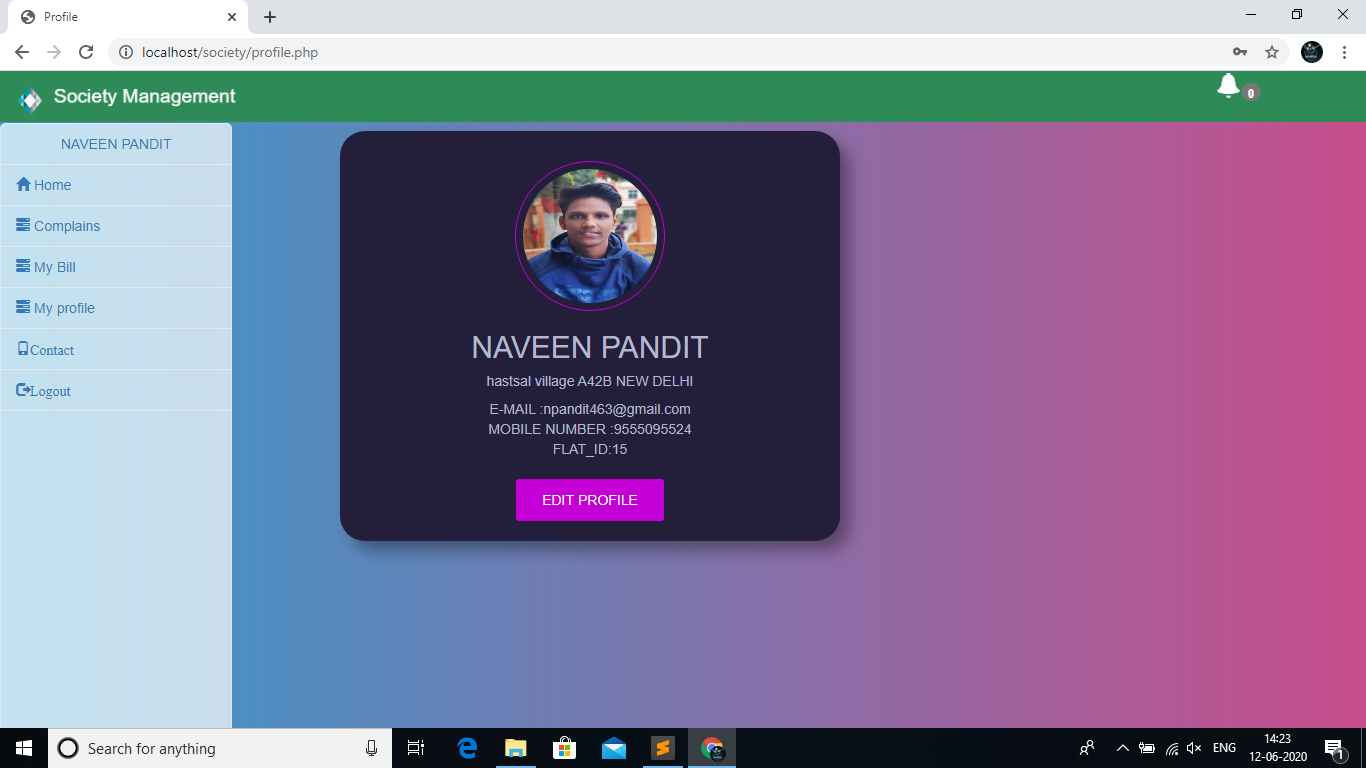 Profile
localhost/society/profile.php
Society Management
0
NAVEEN PANDIT
Home
Complains
My Bill
My profile
Contact
Logout
NAVEEN PANDIT
hastsal village A42B NEW DELHI
E-MAIL :npandit463@gmail.com
MOBILE NUMBER :9555095524
FLAT_ID:15
EDIT PROFILE
Search for anything
ENG
14:23
12-06-2020
1